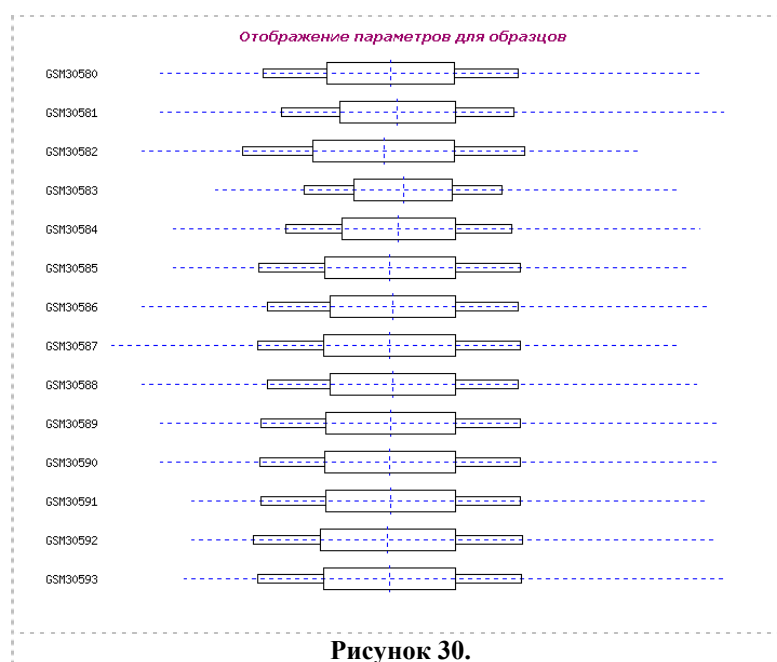 Отображение параметров для образцов
GSM30580
GSM30581
GSM30582
GSM30583
GSM30584
GSM30585
GSM30586
GSM30587
GSM30588
GSM30589
GSM30590
GSM30591
GSM30592
GSM30593
Рисунок 30.